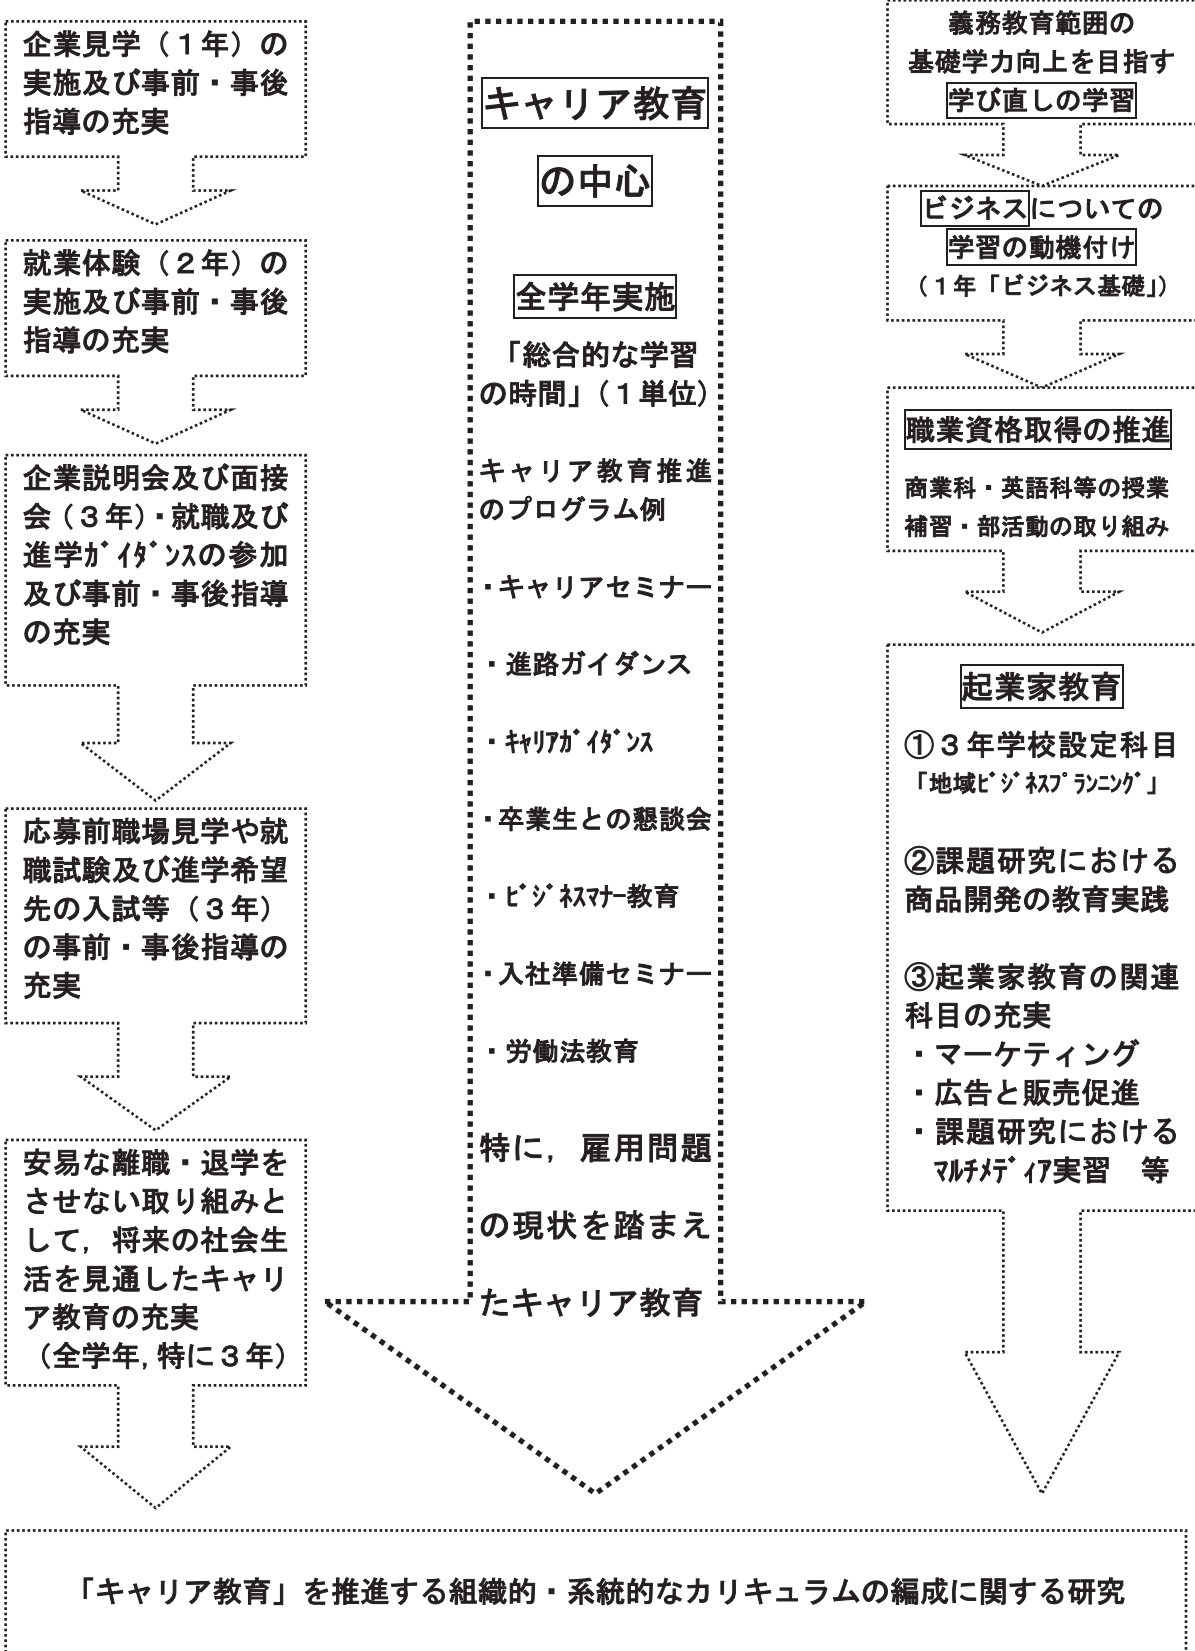 企業見学（１年）の
実施及び事前・事後
指導の充実
就業体験（２年）の
実施及び事前・事後
指導の充実
企業説明会及び面接
会（３年）・就職及び
進学ｶﾞｲﾀﾞﾝｽの参加
及び事前・事後指導
の充実
応募前職場見学や就
職試験及び進学希望
先の入試等（３年）
の事前・事後指導の
充実
安易な離職・退学を
させない取り組みと
して，将来の社会生
活を見通したキャリ
ア教育の充実
（全学年，特に３年）
キャリア教育
の中心
全学年実施
「総合的な学習
の時間」（１単位）
キャリア教育推進
のプログラム例
・キャリアセミナー
・進路ガイダンス
・ｷｬﾘｱｶﾞｲﾀﾞﾝｽ
・卒業生との懇談会
・ﾋﾞｼﾞﾈｽﾏﾅｰ教育
・入社準備セミナー
・労働法教育
特に，雇用問題
の現状を踏まえ
たキャリア教育
義務教育範囲の
基礎学力向上を目指す
学び直しの学習
ビジネスについての
学習の動機付け
（１年「ビジネス基礎」）
職業資格取得の推進
商業科・英語科等の授業
補習・部活動の取り組み
起業家教育
①３年学校設定科目
「地域ﾋﾞｼﾞﾈｽﾌﾟﾗﾝﾆﾝｸﾞ」
②課題研究における
商品開発の教育実践
③起業家教育の関連
科目の充実
・マーケティング
・広告と販売促進
・課題研究における
ﾏﾙﾁﾒﾃﾞｨｱ実習　等
「キャリア教育」を推進する組織的・系統的なカリキュラムの編成に関する研究